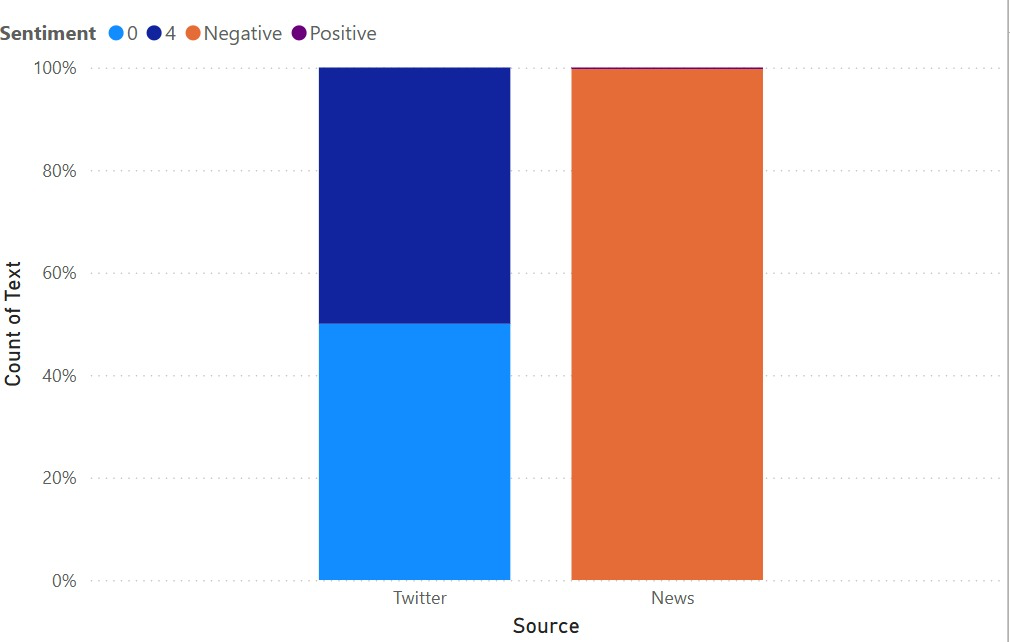 Sentiment 0 4 Negative Positive
100%
80%
60%
40%
20%
0%
Count of Text
Twitter News
Source